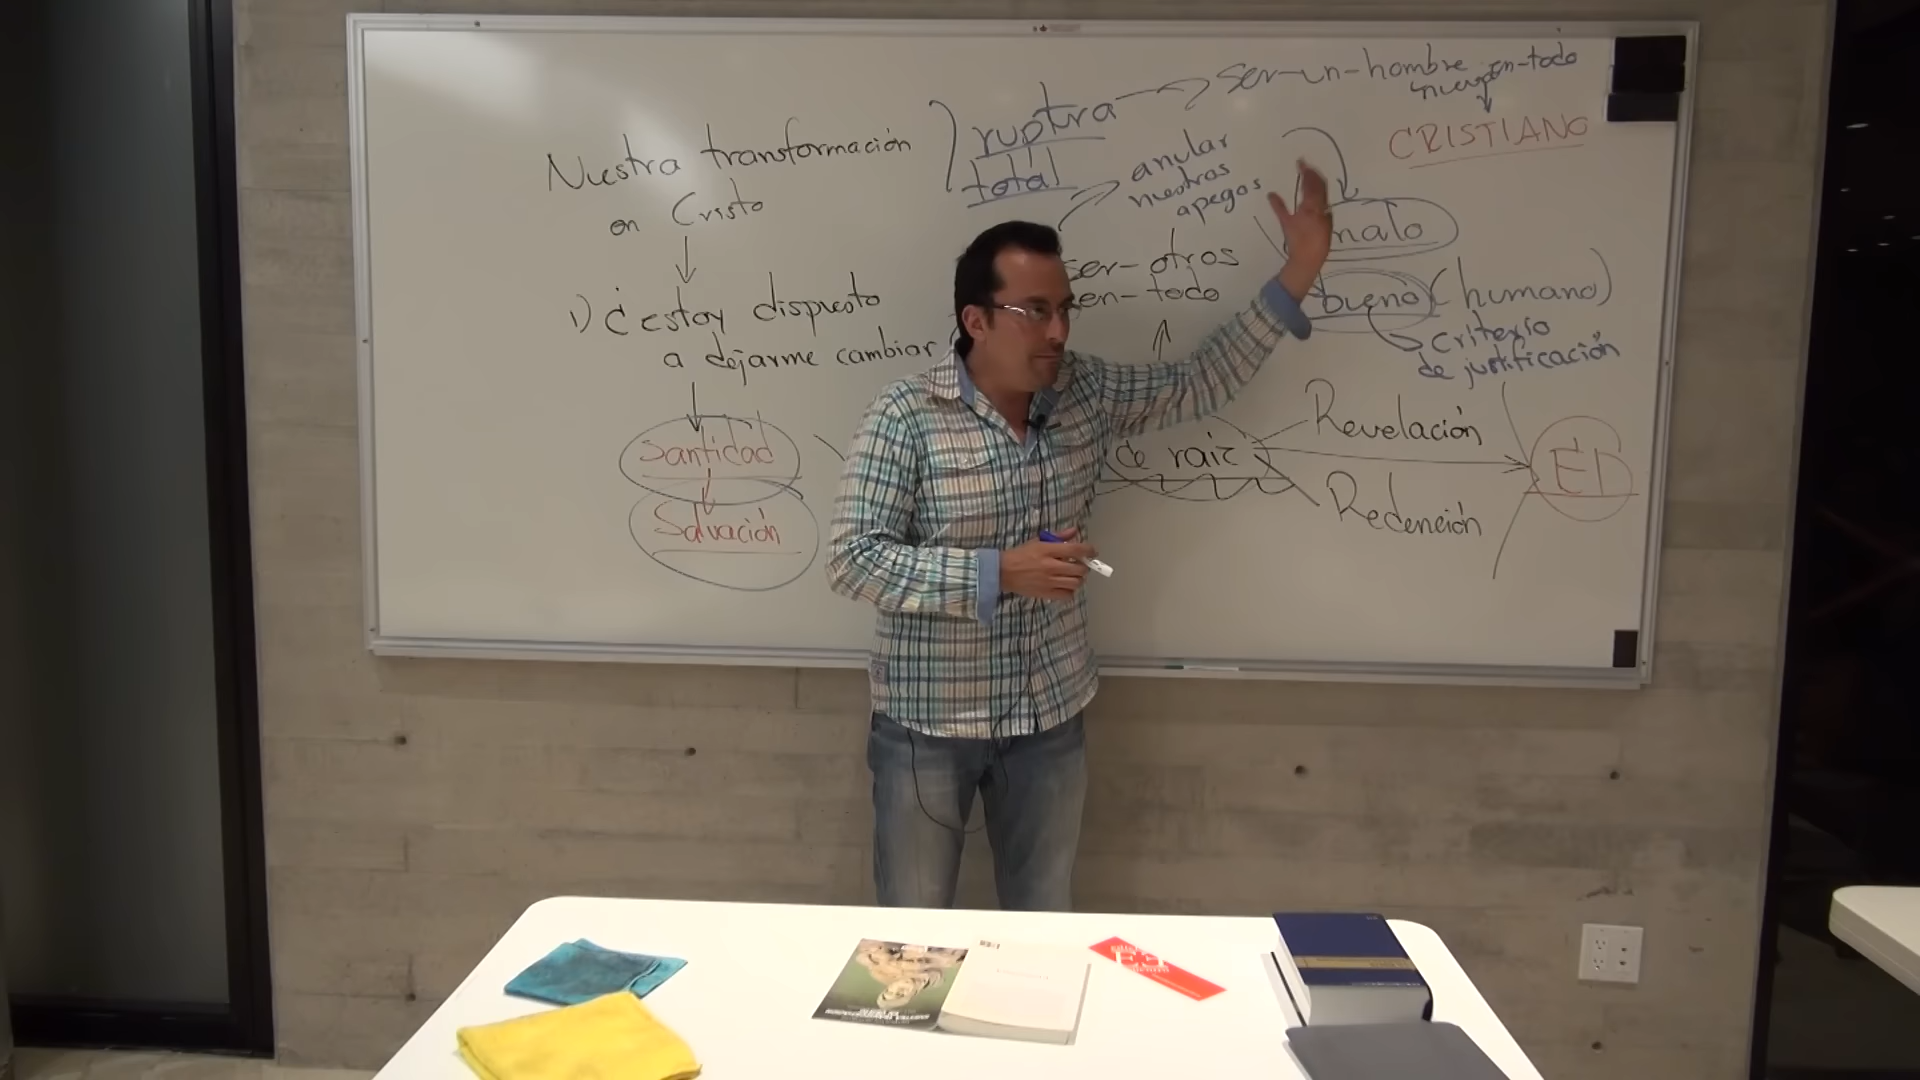 Nuestra transformación
en Cristo
1) ¿estoy dispuesto
a dejarme cambiar
Santidad
Salvación
ruptura
total
ser-un-hombre
nuevo
en-todo
CRISTIANO
anular
nuestros
apegos
ser-otros
en-todo
malo
bueno (humano)
criterio
de justificación
de raíz
Revelación
Redención